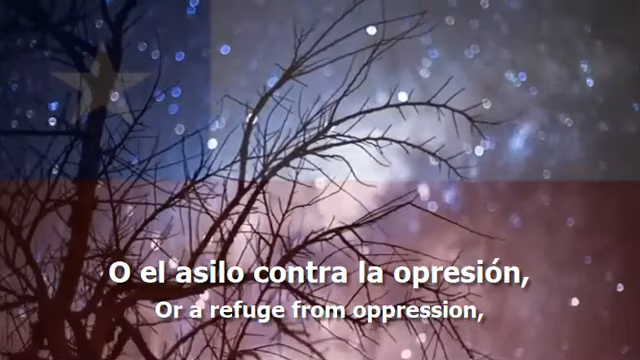 O el asilo contra la opresión,
Or a refuge from oppression,